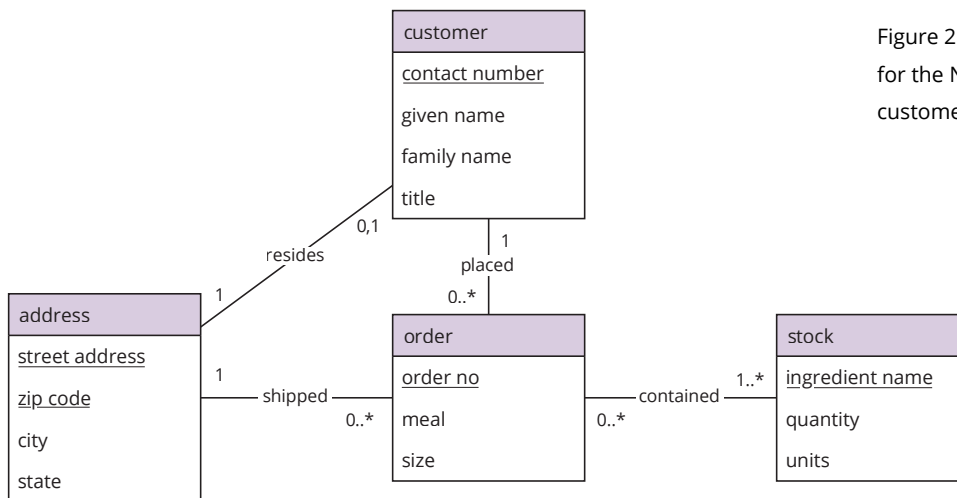 customer
contact number
given name
family name
title
Figure 2
for the
custome
0,1
resides
1
1
placed
0..*
address
street address
zip code
city
state
1
shipped
0..*
order
order no
meal
size
0..*
contained
1..*
stock
ingredient name
quantity
units